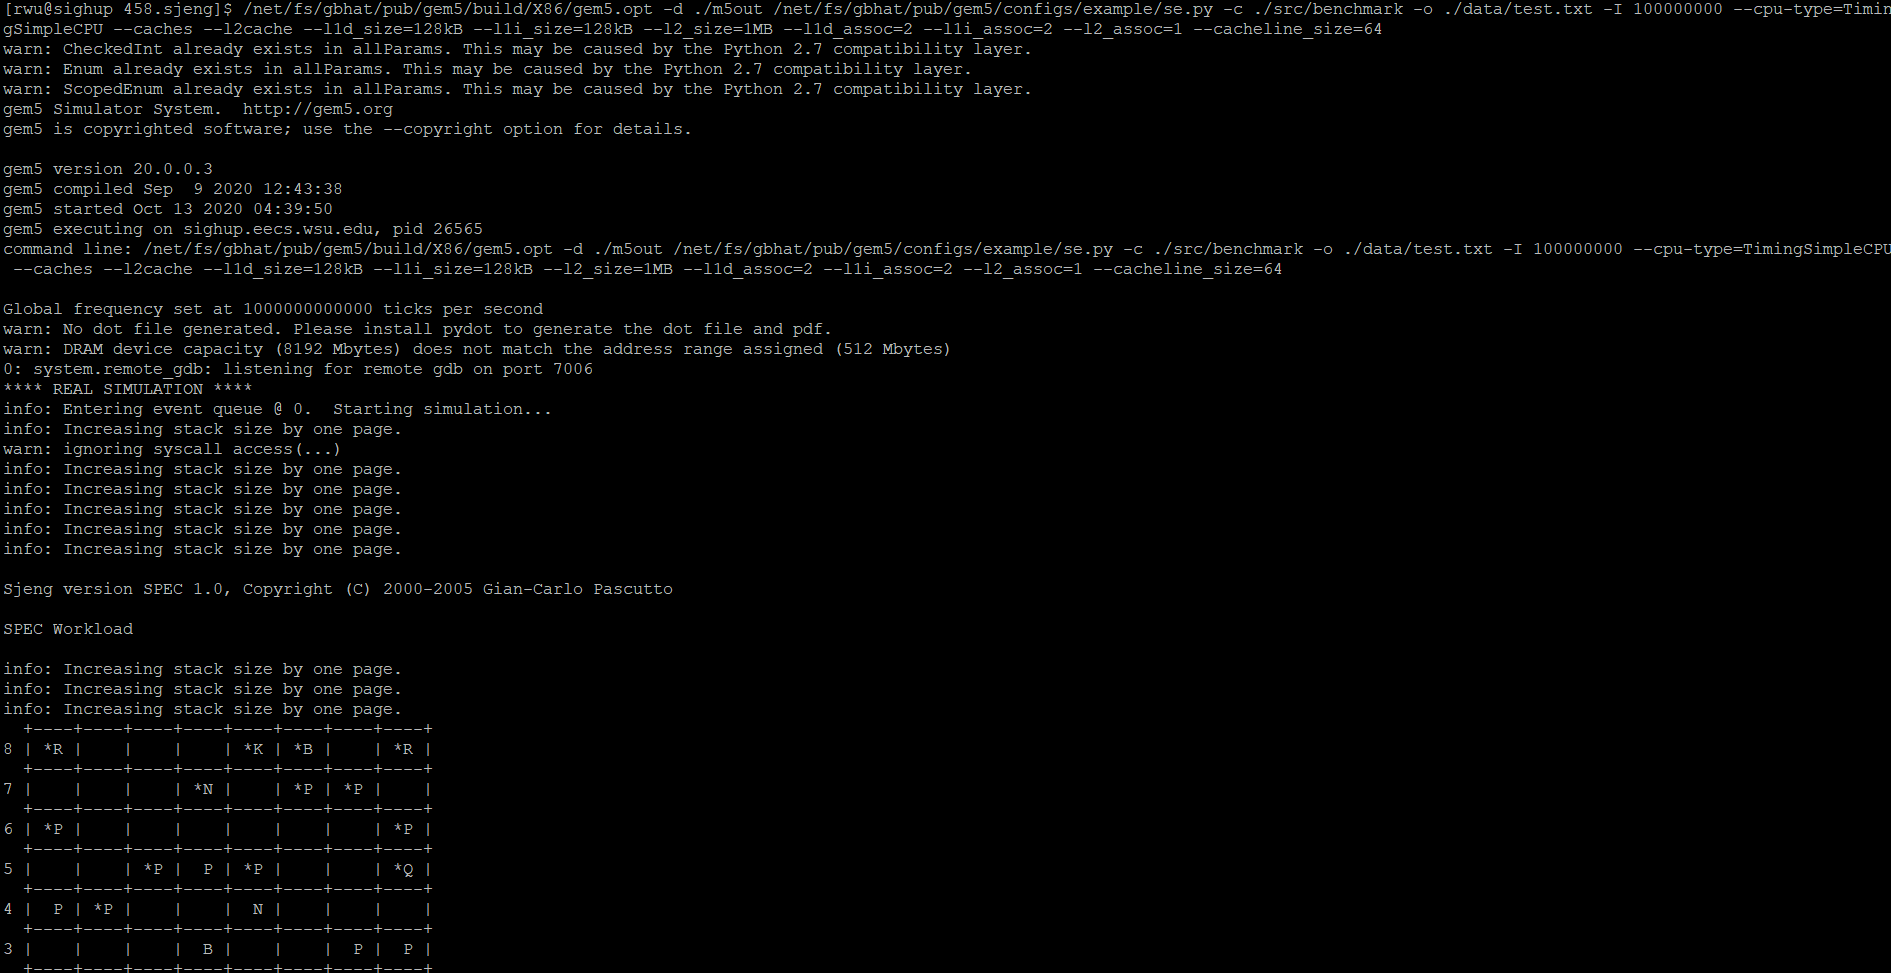 [rwu@sighup 458.sjeng]$ /net/fs/gbhat/pub/gem5/build/X86/gem5.opt -d ./m5out /net/fs/gbhat/pub/gem5/configs/example/se.py -c ./src/benchmark -o ./data/test.txt -I 100000000 --cpu-type=Timin
gSimpleCPU --caches --l2cache --l1d_size=128kB --l1i_size=128kB --l2_size=1MB --l1d_assoc=2 --l1i_assoc=2 --l2_assoc=1 --cacheline_size=64
warn: CheckedInt already exists in allParams. This may be caused by the Python 2.7 compatibility layer.
warn: Enum already exists in allParams. This may be caused by the Python 2.7 compatibility layer.
warn: ScopedEnum already exists in allParams. This may be caused by the Python 2.7 compatibility layer.
gem5 Simulator System.  http://gem5.org
gem5 is copyrighted software; use the --copyright option for details.

gem5 version 20.0.0.3
gem5 compiled Sep  9 2020 12:43:38
gem5 started Oct 13 2020 04:39:50
gem5 executing on sighup.eecs.wsu.edu, pid 26565
command line: /net/fs/gbhat/pub/gem5/build/X86/gem5.opt -d ./m5out /net/fs/gbhat/pub/gem5/configs/example/se.py -c ./src/benchmark -o ./data/test.txt -I 100000000 --cpu-type=TimingSimpleCPU
 --caches --l2cache --l1d_size=128kB --l1i_size=128kB --l2_size=1MB --l1d_assoc=2 --l1i_assoc=2 --l2_assoc=1 --cacheline_size=64

Global frequency set at 1000000000000 ticks per second
warn: No dot file generated. Please install pydot to generate the dot file and pdf.
warn: DRAM device capacity (8192 Mbytes) does not match the address range assigned (512 Mbytes)
0: system.remote_gdb: listening for remote gdb on port 7006
**** REAL SIMULATION ****
info: Entering event queue @ 0.  Starting simulation...
info: Increasing stack size by one page.
warn: ignoring syscall access(...)
info: Increasing stack size by one page.
info: Increasing stack size by one page.
info: Increasing stack size by one page.
info: Increasing stack size by one page.
info: Increasing stack size by one page.

Sjeng version SPEC 1.0, Copyright (C) 2000-2005 Gian-Carlo Pascutto

SPEC Workload

info: Increasing stack size by one page.
info: Increasing stack size by one page.
info: Increasing stack size by one page.
  +----+----+----+----+----+----+----+----+
8 | *R |    |    |    | *K | *B |    | *R |
  +----+----+----+----+----+----+----+----+
7 |    |    |    | *N |    | *P | *P |    |
  +----+----+----+----+----+----+----+----+
6 | *P |    |    |    |    |    |    | *P |
  +----+----+----+----+----+----+----+----+
5 |    |    | *P |  P | *P |    |    | *Q |
  +----+----+----+----+----+----+----+----+
4 |  P | *P |    |    |  N |    |    |    |
  +----+----+----+----+----+----+----+----+
3 |    |    |    |  B |    |    |  P |  P |
  +----+----+----+----+----+----+----+----+